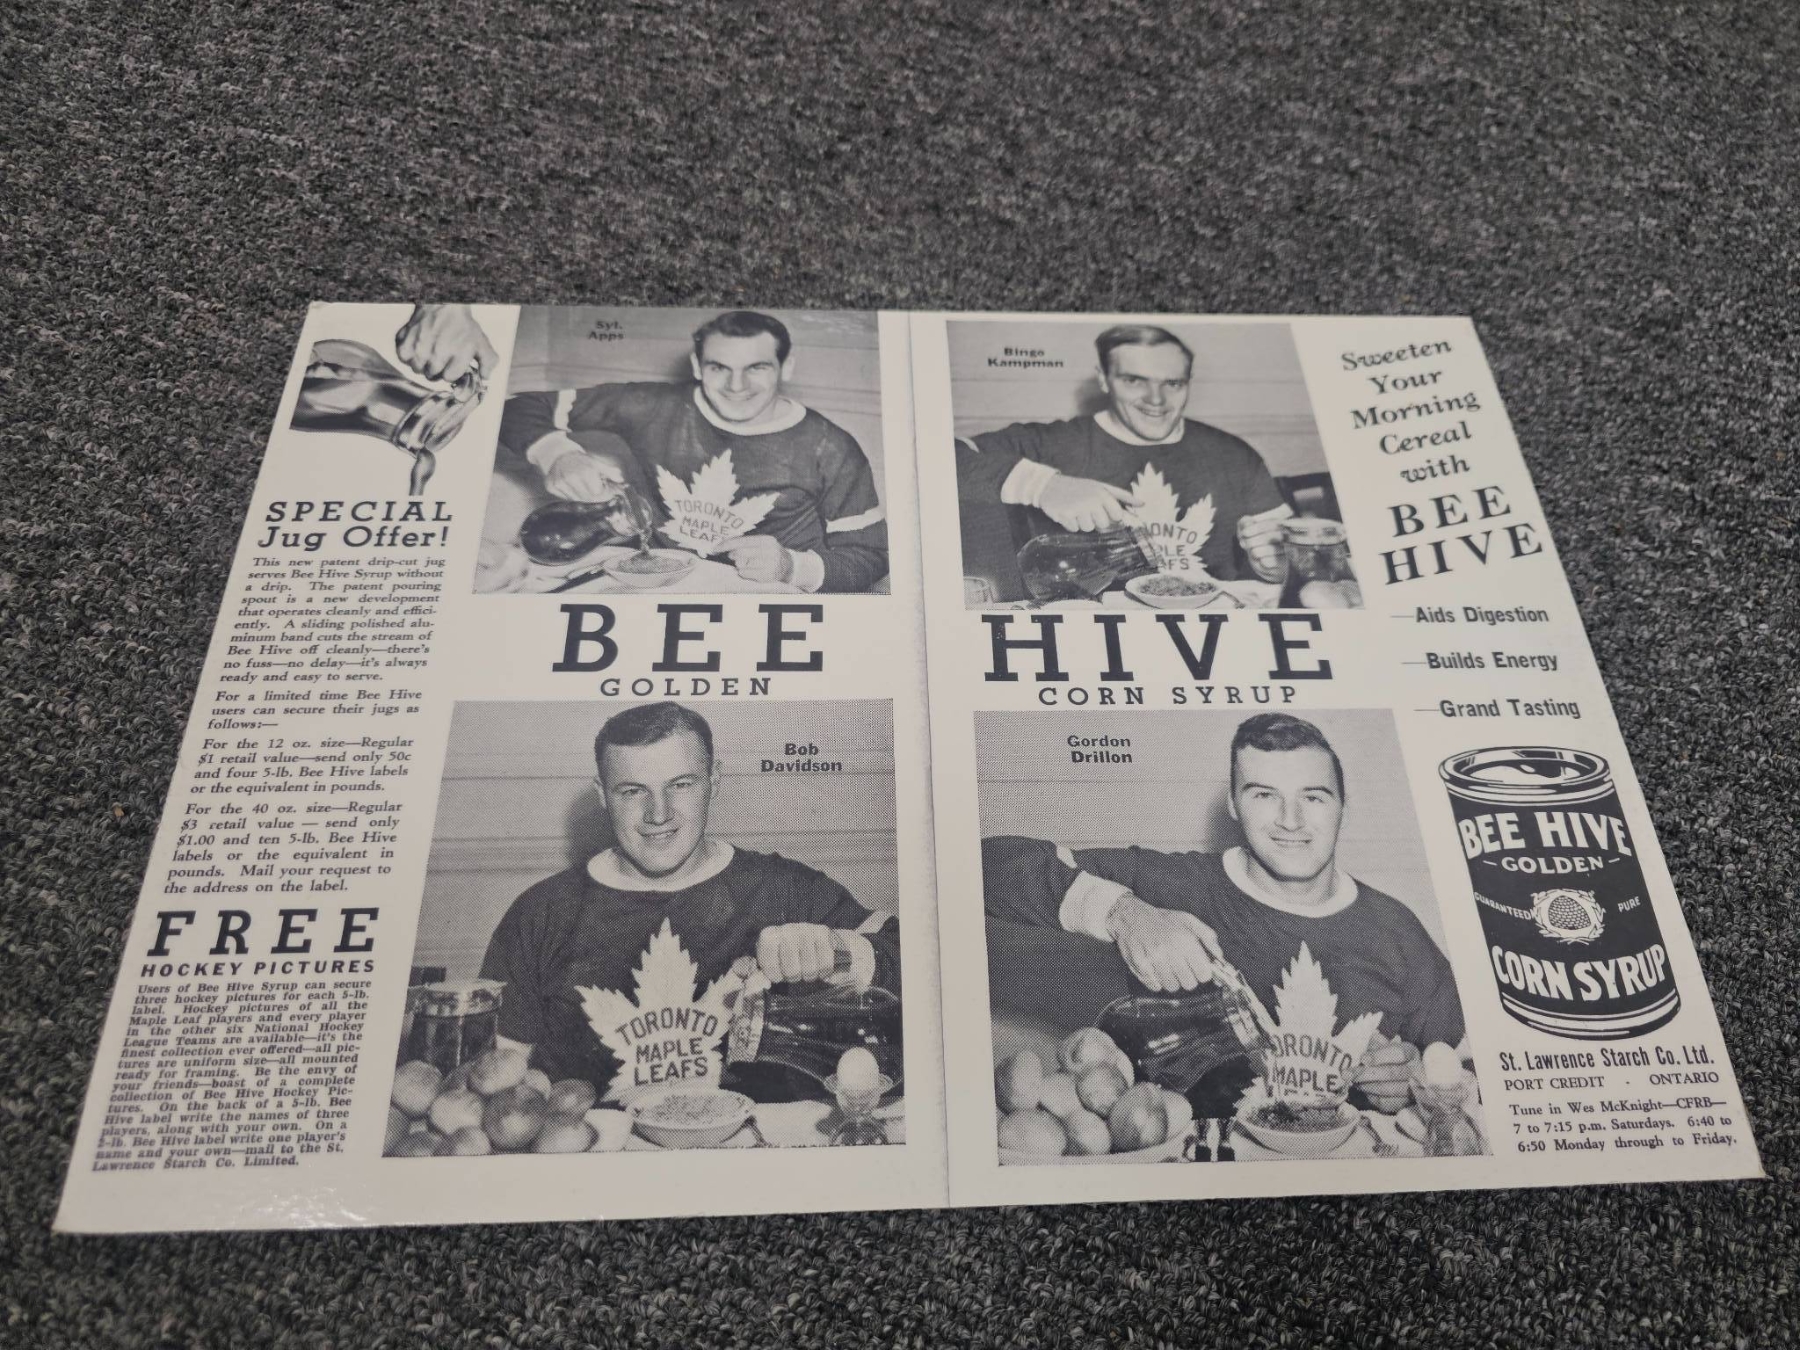 SPECIAL
Jug Offer!
This new patent drip-cut jug
serves Bee Hive Syrup without
a drip. The patent pouring
spout is a new development
that operates cleanly and effici-
ently. A sliding polished alu-
minum band cuts the stream of
Bee Hive off cleanly—there's
no fuss—no delay—it's always
ready and easy to serve.
For a limited time Bee Hive
users can secure their jugs as
follows:—
For the 12 oz. size—Regular
$1 retail value—send only 50c
and four 5-lb. Bee Hive labels
or the equivalent in pounds.
For the 40 oz. size—Regular
$3 retail value — send only
$1.00 and ten 5-lb. Bee Hive
labels or the equivalent in
pounds. Mail your request to
the address on the label.
FREE
HOCKEY PICTURES
Users of Bee Hive Syrup can secure
three hockey pictures for each 5-lb.
label. Hockey pictures of all the
Maple Leaf players and every player
in the other six National Hockey
League Teams are available—it's the
finest collection ever offered—all pic-
tures are uniform size—all mounted
ready for framing. Be the envy of
your friends—boast of a complete
collection of Bee Hive Hockey Pic-
tures. On the back of a 5-lb. Bee
Hive label write the names of three
players, along with your own. On a
2-lb. Bee Hive label write one player's
name and your own—mail to the St.
Lawrence Starch Co. Limited.
Syl.
Apps
TORONTO
MAPLE
LEAF
BEE
GOLDEN
Bob
Davidson
TORONTO
MAPLE
LEAFS
Bingo
Kampman
ONTO
PLE
AFS
HIVE
CORN SYRUP
Gordon
Drillon
TORONTO
MAPLE
Sweeten
Your
Morning
Cereal
with
BEE
HIVE
—Aids Digestion
—Builds Energy
—Grand Tasting
BEE HIVE
—GOLDEN—
GUARANTEED PURE
CORN SYRUP
St. Lawrence Starch Co. Ltd.
PORT CREDIT - ONTARIO
Tune in Wes McKnight—CFRB—
7 to 7:15 p.m. Saturdays. 6:40 to
6:50 Monday through to Friday.